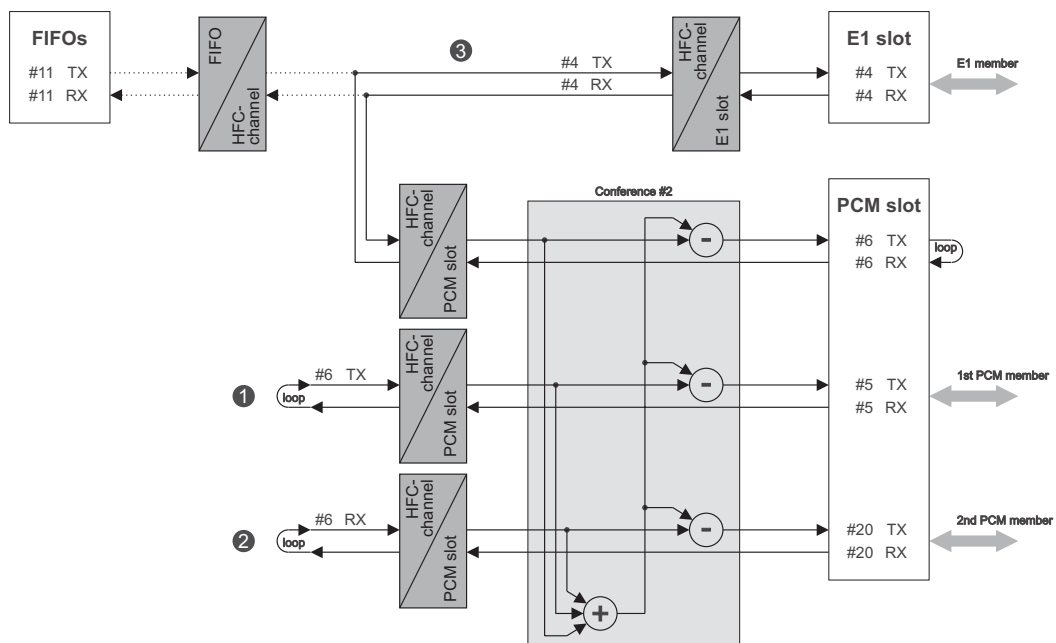 FIFOs
#11 TX
#11 RX
FIFO
HFC-
channel
3
#4 TX
#4 RX
HFC-
channel
E1 slot
E1 slot
#4 TX
#4 RX
E1 member
Conference #2
HFC-
channel
PCM slot
-
PCM slot
#6 TX
#6 RX
loop
1
loop
#6 TX
HFC-
channel
PCM slot
-
#5 TX
#5 RX
1st PCM member
2
loop
#6 RX
HFC-
channel
PCM slot
-
#20 TX
#20 RX
2nd PCM member
+